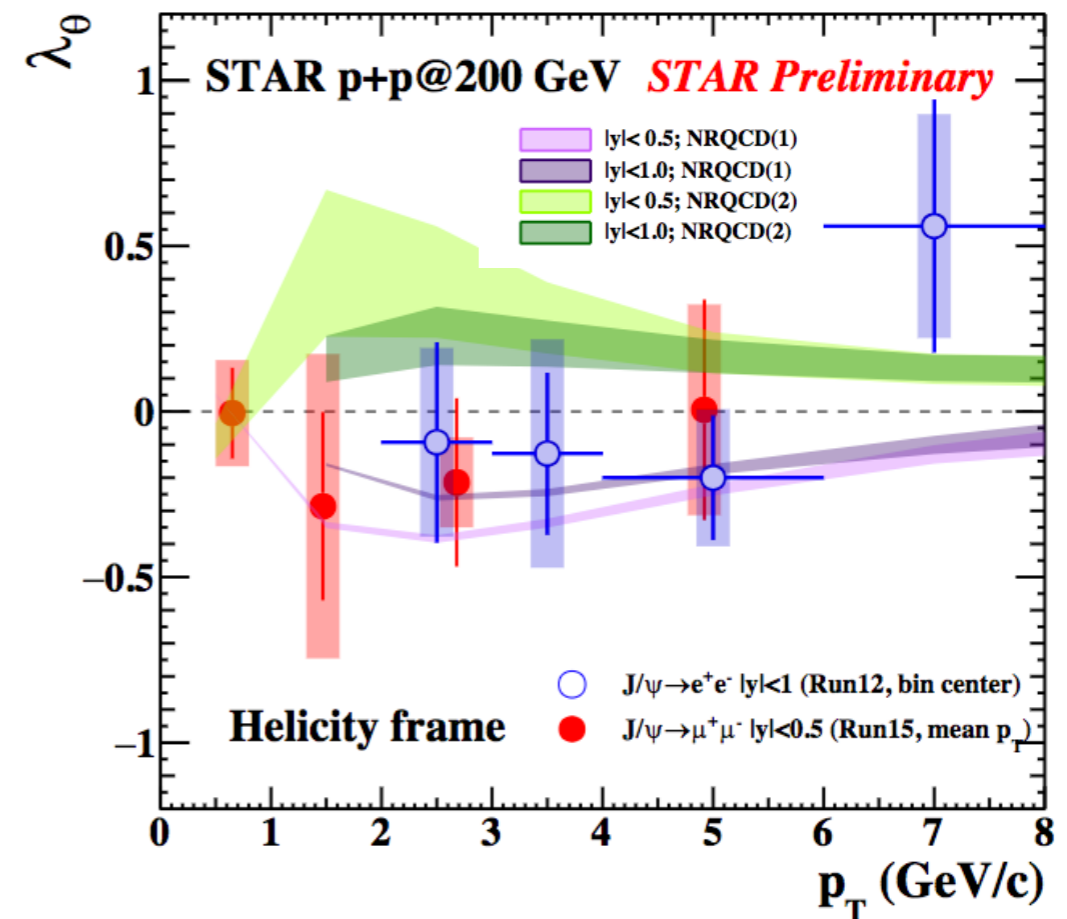 λθ
STAR p+p@200 GeV STAR Preliminary
|y|< 0.5; NRQCD(1)
|y|<1.0; NRQCD(1)
|y|< 0.5; NRQCD(2)
|y|<1.0; NRQCD(2)
1
0.5
0
−0.5
−1
J/ψ→e⁺e⁻ |y|<1 (Run12, bin center)
Helicity frame
J/ψ→μ⁺μ⁻ |y|<0.5 (Run15, mean p_T)
0 1 2 3 4 5 6 7 8
p_T (GeV/c)